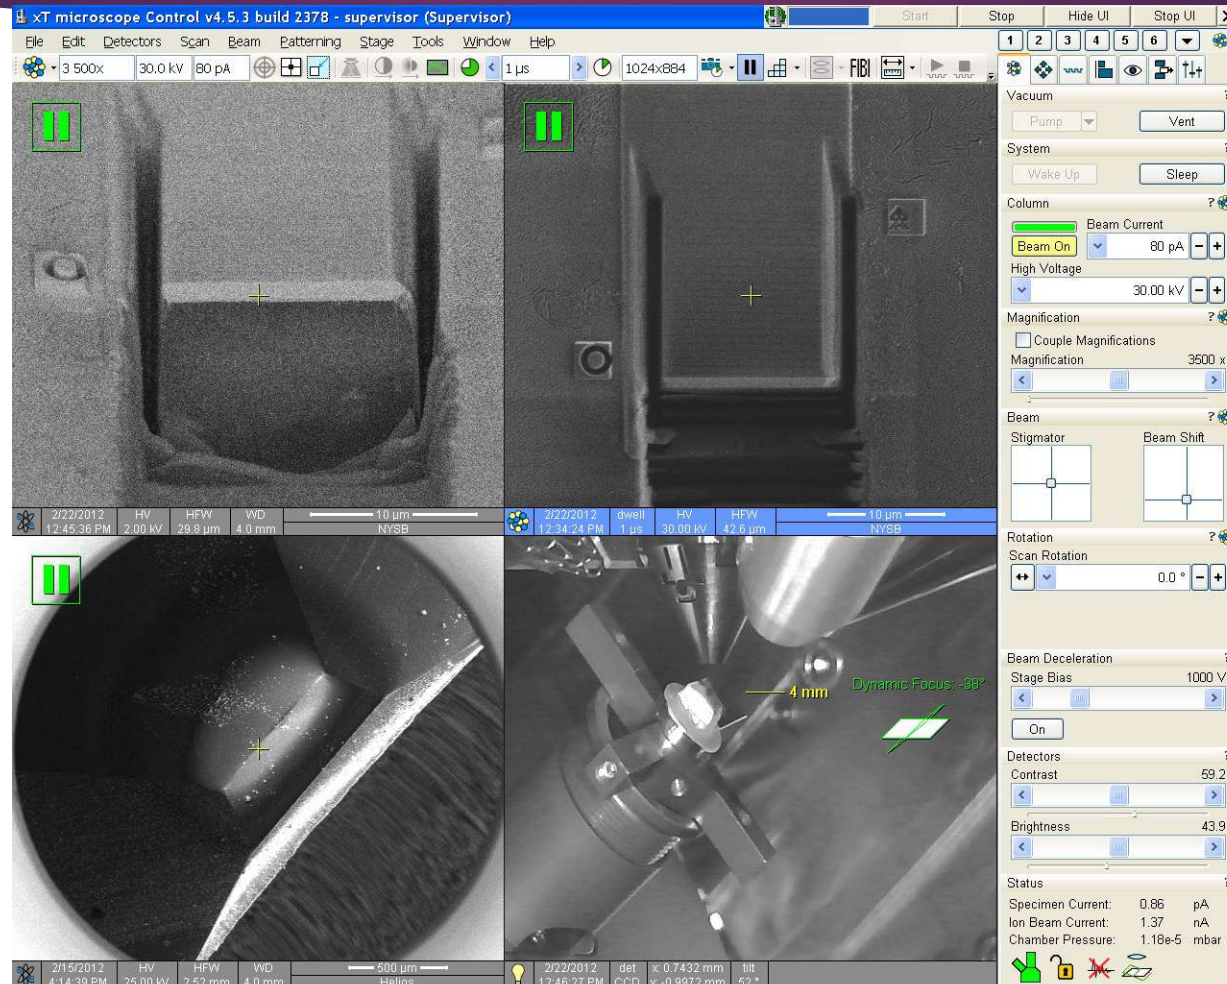 xT microscope Control v4.5.3 build 2378 - supervisor (Supervisor)
Start Stop Hide UI Stop UI
File Edit Detectors Scan Beam Patterning Stage Tools Window Help
1 2 3 4 5 6
3 500x 30.0 kV 80 pA 1 µs 1024x884 FIBI
Vacuum ?
Pump Vent
System ?
Wake Up Sleep
Column ?
Beam Current
Beam On 80 pA - +
High Voltage
30.00 kV - +
Magnification ?
Couple Magnifications
Magnification 3500 x
Beam ?
Stigmator Beam Shift
Rotation ?
Scan Rotation
0.0 ° - +
Beam Deceleration ?
Stage Bias 1000 V
On
Detectors ?
Contrast 59.2
Brightness 43.9
Status ?
Specimen Current: 0.86 pA
Ion Beam Current: 1.37 nA
Chamber Pressure: 1.18e-5 mbar
2/22/2012 HV HFW WD 10 µm
12:45:36 PM 2.00 kV 29.8 µm 4.0 mm NYSB
2/22/2012 dwell HV HFW 10 µm
12:34:24 PM 1 µs 30.00 kV 42.6 µm NYSB
4 mm
Dynamic Focus: -38°
2/15/2012 HV HFW WD 500 µm
4:14:39 PM 25.00 kV 2.52 mm 4.0 mm Helios
2/22/2012 det x: 0.7432 mm tilt
12:46:27 PM CCD y: -0.9972 mm 52 °